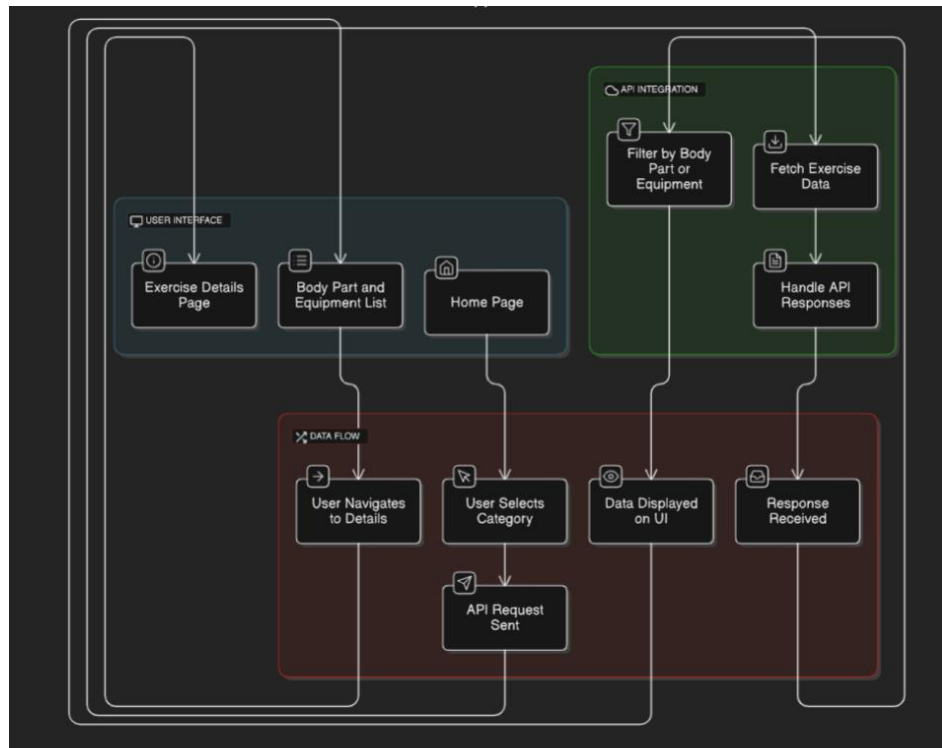 API INTEGRATION
Filter by Body
Part or
Equipment
Fetch Exercise
Data
USER INTERFACE
Exercise Details
Page
Body Part and
Equipment List
Home Page
Handle API
Responses
DATA FLOW
User Navigates
to Details
User Selects
Category
Data Displayed
on UI
Response
Received
API Request
Sent